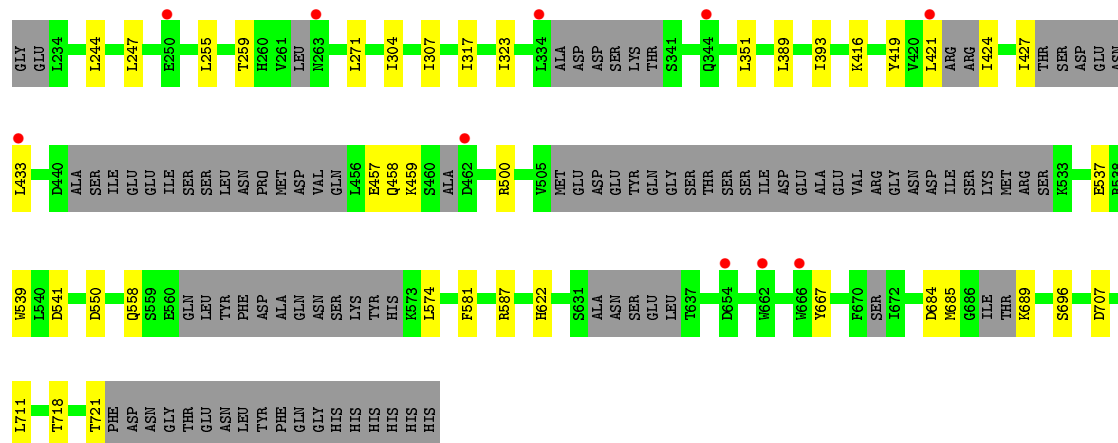 GLY GLU L234 L244 L247 E250 L255 T259 H260 V261 LEU N263 L271 I304 I307 I317 I323 L334 ALA ASP ASP SER LYS THR S341 Q344 L351 L389 I393 K416 Y419 V420 L421 ARG ARG I424 I427 THR SER ASP GLU ASN
L433 D440 ALA SER ILE GLU GLU ILE SER SER LEU ASN PRO MET ASP VAL GLN L456 E457 Q458 K459 S460 ALA D462 R500 V505 MET GLU ASP GLU TYR GLN GLY SER THR SER SER ILE ASP GLU ALA GLU VAL ARG GLY ASN ASP ILE SER LYS MET ARG SER K533 E537 R538
W539 L540 D541 D550 Q558 S559 E560 GLN LEU TYR PHE ASP ALA GLN ASN SER LYS TYR HIS K573 L574 F581 R587 H622 S631 ALA ASN SER GLU LEU T637 D654 W662 W666 Y667 F670 SER I672 D684 M685 G686 ILE THR K689 S696 D707
L711 T718 T721 PHE ASP ASN GLY THR GLU ASN LEU TYR PHE GLN GLY HIS HIS HIS HIS HIS HIS